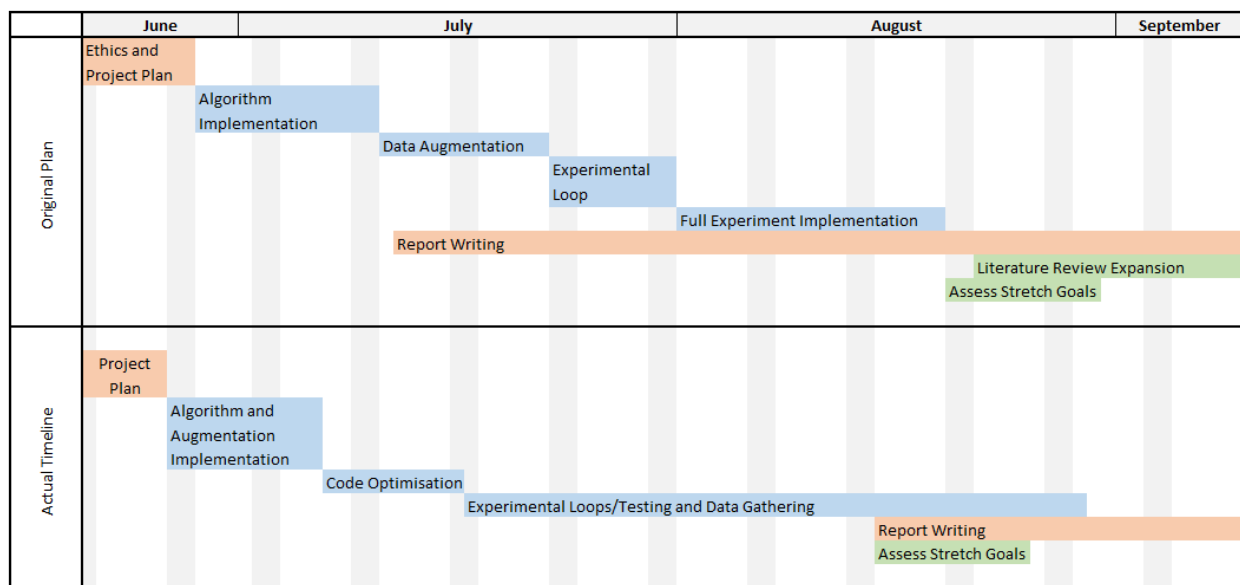 June July August September
Original Plan
Ethics and
Project Plan
Algorithm
Implementation
Data Augmentation
Experimental
Loop
Full Experiment Implementation
Report Writing
Literature Review Expansion
Assess Stretch Goals
Actual Timeline
Project
Plan
Algorithm and
Augmentation
Implementation
Code Optimisation
Experimental Loops/Testing and Data Gathering
Report Writing
Assess Stretch Goals